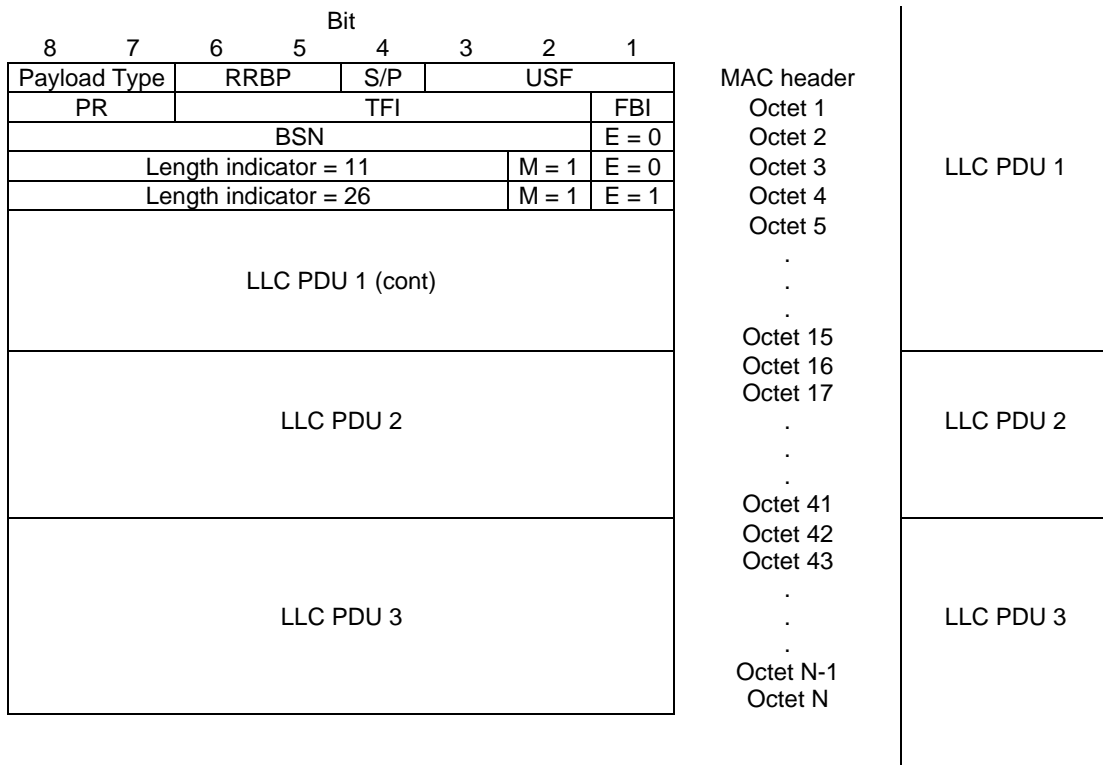 Bit
8 7 6 5 4 3 2 1
Payload Type RRBP S/P USF MAC header
PR TFI FBI Octet 1
BSN E = 0 Octet 2
Length indicator = 11 M = 1 E = 0 Octet 3 LLC PDU 1
Length indicator = 26 M = 1 E = 1 Octet 4
Octet 5
.
LLC PDU 1 (cont) .
.
Octet 15
Octet 16
Octet 17
LLC PDU 2 . LLC PDU 2
.
.
Octet 41
Octet 42
Octet 43
.
LLC PDU 3 . LLC PDU 3
.
Octet N-1
Octet N